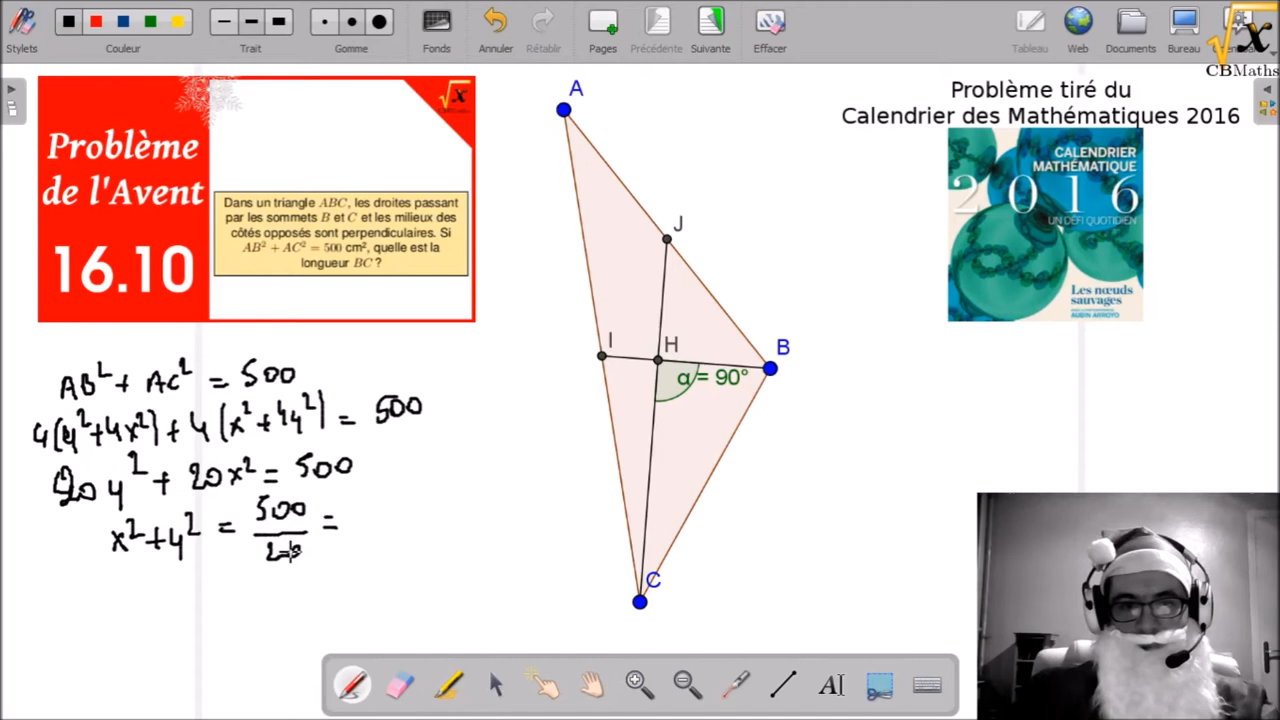 Stylets
Couleur
Trait
Gomme
Fonds
Annuler
Rétablir
Pages
Précédente
Suivante
Effacer
Tableau
Web
Documents
Bureau
√x
CBMaths
Problème
de l'Avent
16.10
Dans un triangle ABC, les droites passant
par les sommets B et C et les milieux des
côtés opposés sont perpendiculaires. Si
AB² + AC² = 500 cm², quelle est la
longueur BC ?
AB² + AC² = 500
4(y²+4x²) + 4(x²+4y²) = 500
20y² + 20x² = 500
x²+y² = 500/20 =
A
J
I
H
B
α = 90°
C
Problème tiré du
Calendrier des Mathématiques 2016
CALENDRIER
MATHÉMATIQUE
2016
UN DÉFI QUOTIDIEN
Les nœuds
sauvages
AUBIN ARROYO
AI